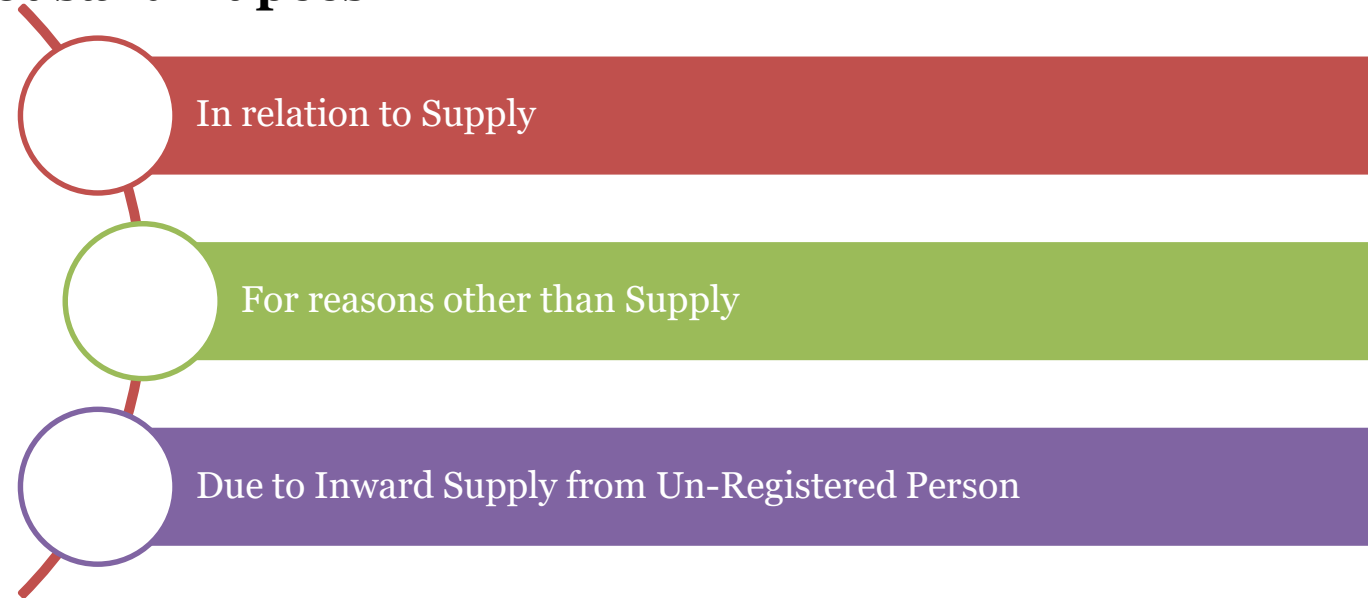 In relation to Supply
For reasons other than Supply
Due to Inward Supply from Un-Registered Person